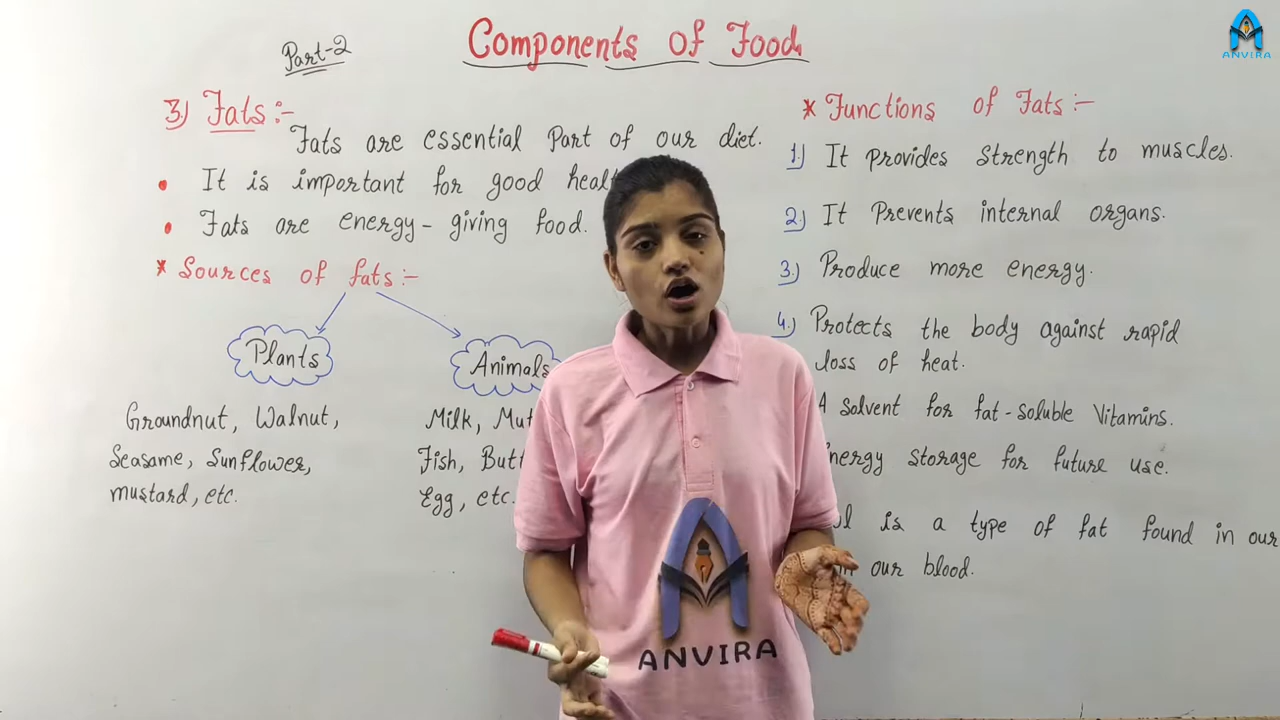 Part-2
Components of Food
3) Fats:-
Fats are essential Part of our diet.
It is important for good
Fats are energy-giving food.
* Sources of fats:-
Plants
Animals
Groundnut, Walnut,
Seasame, Sunflower,
mustard, etc.
Milk,
Fish,
Egg, etc.
* Functions of Fats:-
1) It Provides Strength to muscles.
2) It Prevents internal organs.
3) Produce more energy.
4) Protects the body against rapid
loss of heat.
A Solvent for fat-soluble Vitamins.
Storage for future use.
is a type of fat found in our
our blood.
ANVIRA
ANVIRA